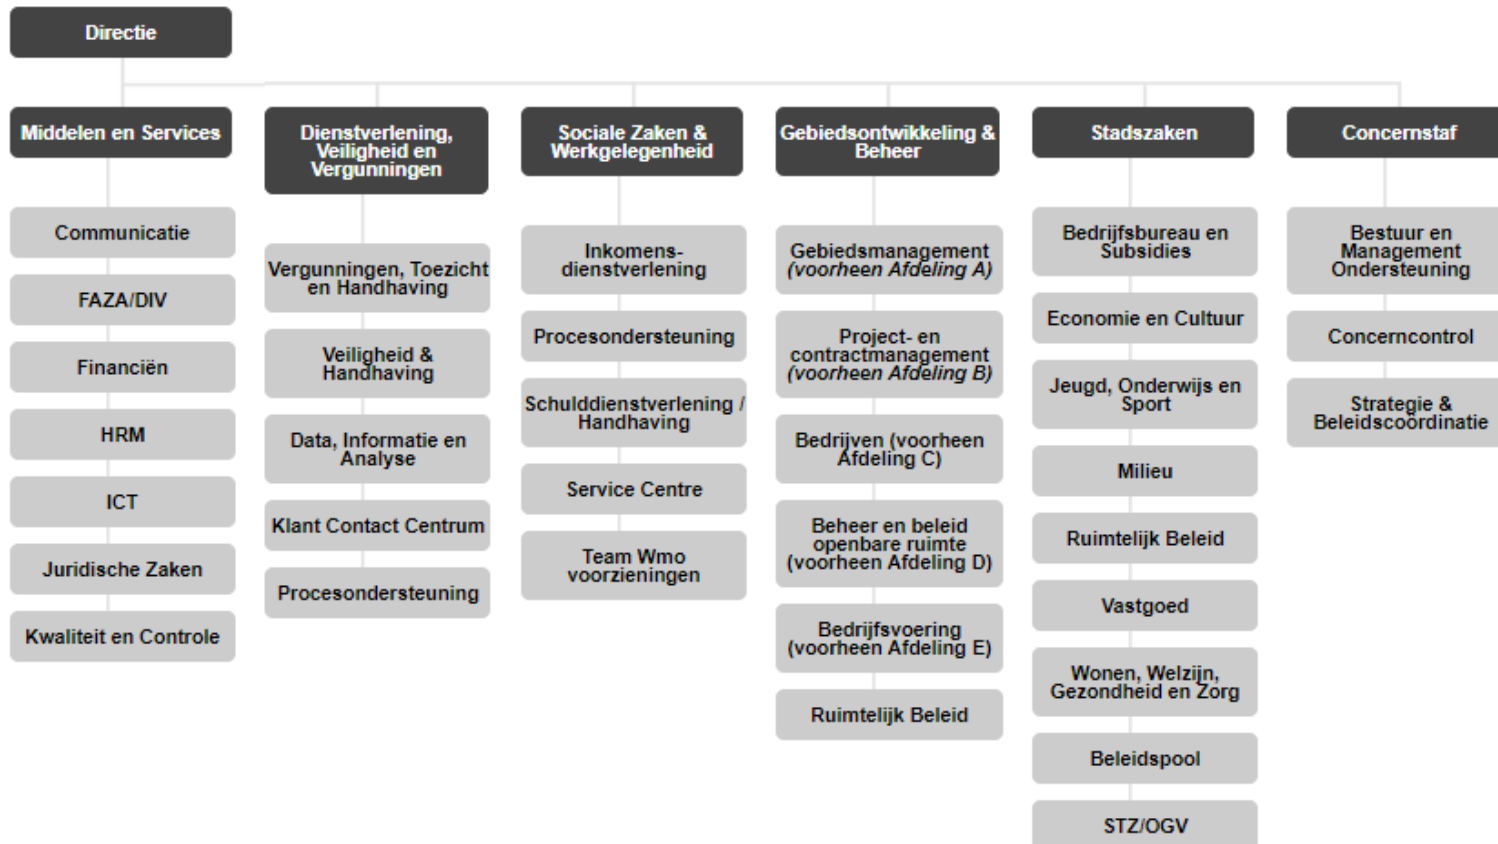 Directie
Middelen en Services
Communicatie
FAZA/DIV
Financiën
HRM
ICT
Juridische Zaken
Kwaliteit en Controle
Dienstverlening,
Veiligheid en
Vergunningen
Vergunningen, Toezicht
en Handhaving
Veiligheid &
Handhaving
Data, Informatie en
Analyse
Klant Contact Centrum
Procesondersteuning
Sociale Zaken &
Werkgelegenheid
Inkomens-
dienstverlening
Procesondersteuning
Schulddienstverlening /
Handhaving
Service Centre
Team Wmo
voorzieningen
Gebiedsontwikkeling &
Beheer
Gebiedsmanagement
(voorheen Afdeling A)
Project- en
contractmanagement
(voorheen Afdeling B)
Bedrijven (voorheen
Afdeling C)
Beheer en beleid
openbare ruimte
(voorheen Afdeling D)
Bedrijfsvoering
(voorheen Afdeling E)
Ruimtelijk Beleid
Stadszaken
Bedrijfsbureau en
Subsidies
Economie en Cultuur
Jeugd, Onderwijs en
Sport
Milieu
Ruimtelijk Beleid
Vastgoed
Wonen, Welzijn,
Gezondheid en Zorg
Beleidspool
STZ/OGV
Concernstaf
Bestuur en
Management
Ondersteuning
Concerncontrol
Strategie &
Beleidscoördinatie